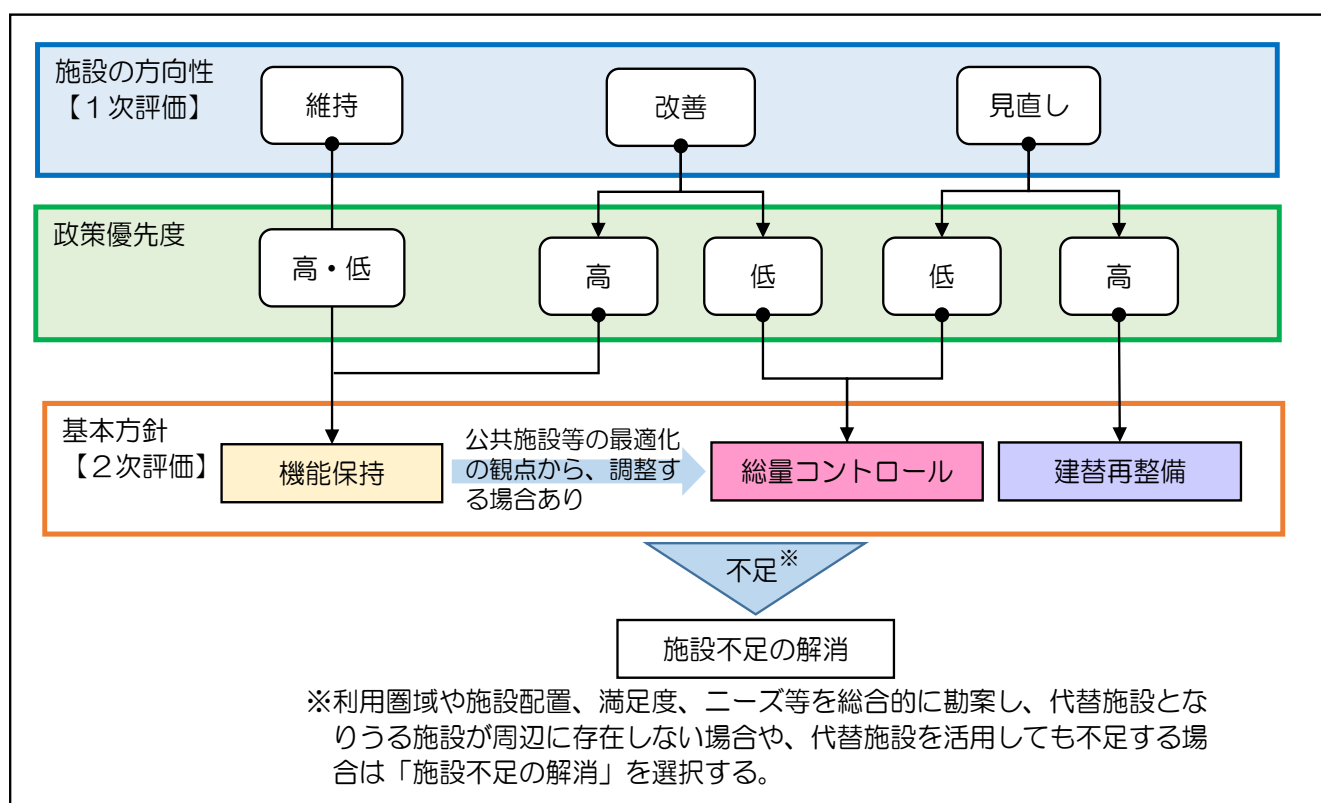 施設の方向性
【１次評価】
維持
改善
見直し
政策優先度
高・低
高
低
低
高
基本方針
【２次評価】
機能保持
公共施設等の最適化
の観点から、調整す
る場合あり
総量コントロール
建替再整備
不足※
施設不足の解消
※利用圏域や施設配置、満足度、ニーズ等を総合的に勘案し、代替施設とな
りうる施設が周辺に存在しない場合や、代替施設を活用しても不足する場
合は「施設不足の解消」を選択する。